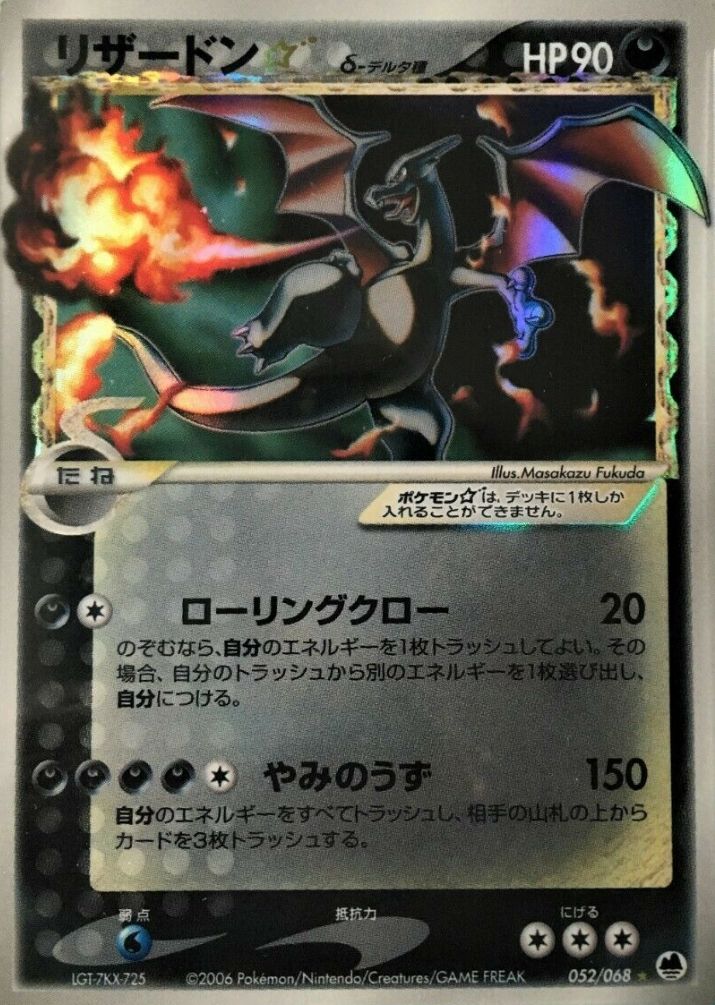 リザードン☆ δ-デルタ種 HP90
たね
Illus.Masakazu Fukuda
ポケモン☆は、デッキに1枚しか
入れることができません。
ローリングクロー 20
のぞむなら、自分のエネルギーを1枚トラッシュしてよい。その
場合、自分のトラッシュから別のエネルギーを1枚選び出し、
自分につける。
やみのうず 150
自分のエネルギーをすべてトラッシュし、相手の山札の上から
カードを3枚トラッシュする。
弱点 抵抗力 にげる
LGT-7KX-725 ©2006 Pokémon/Nintendo/Creatures/GAME FREAK 052/068 ★